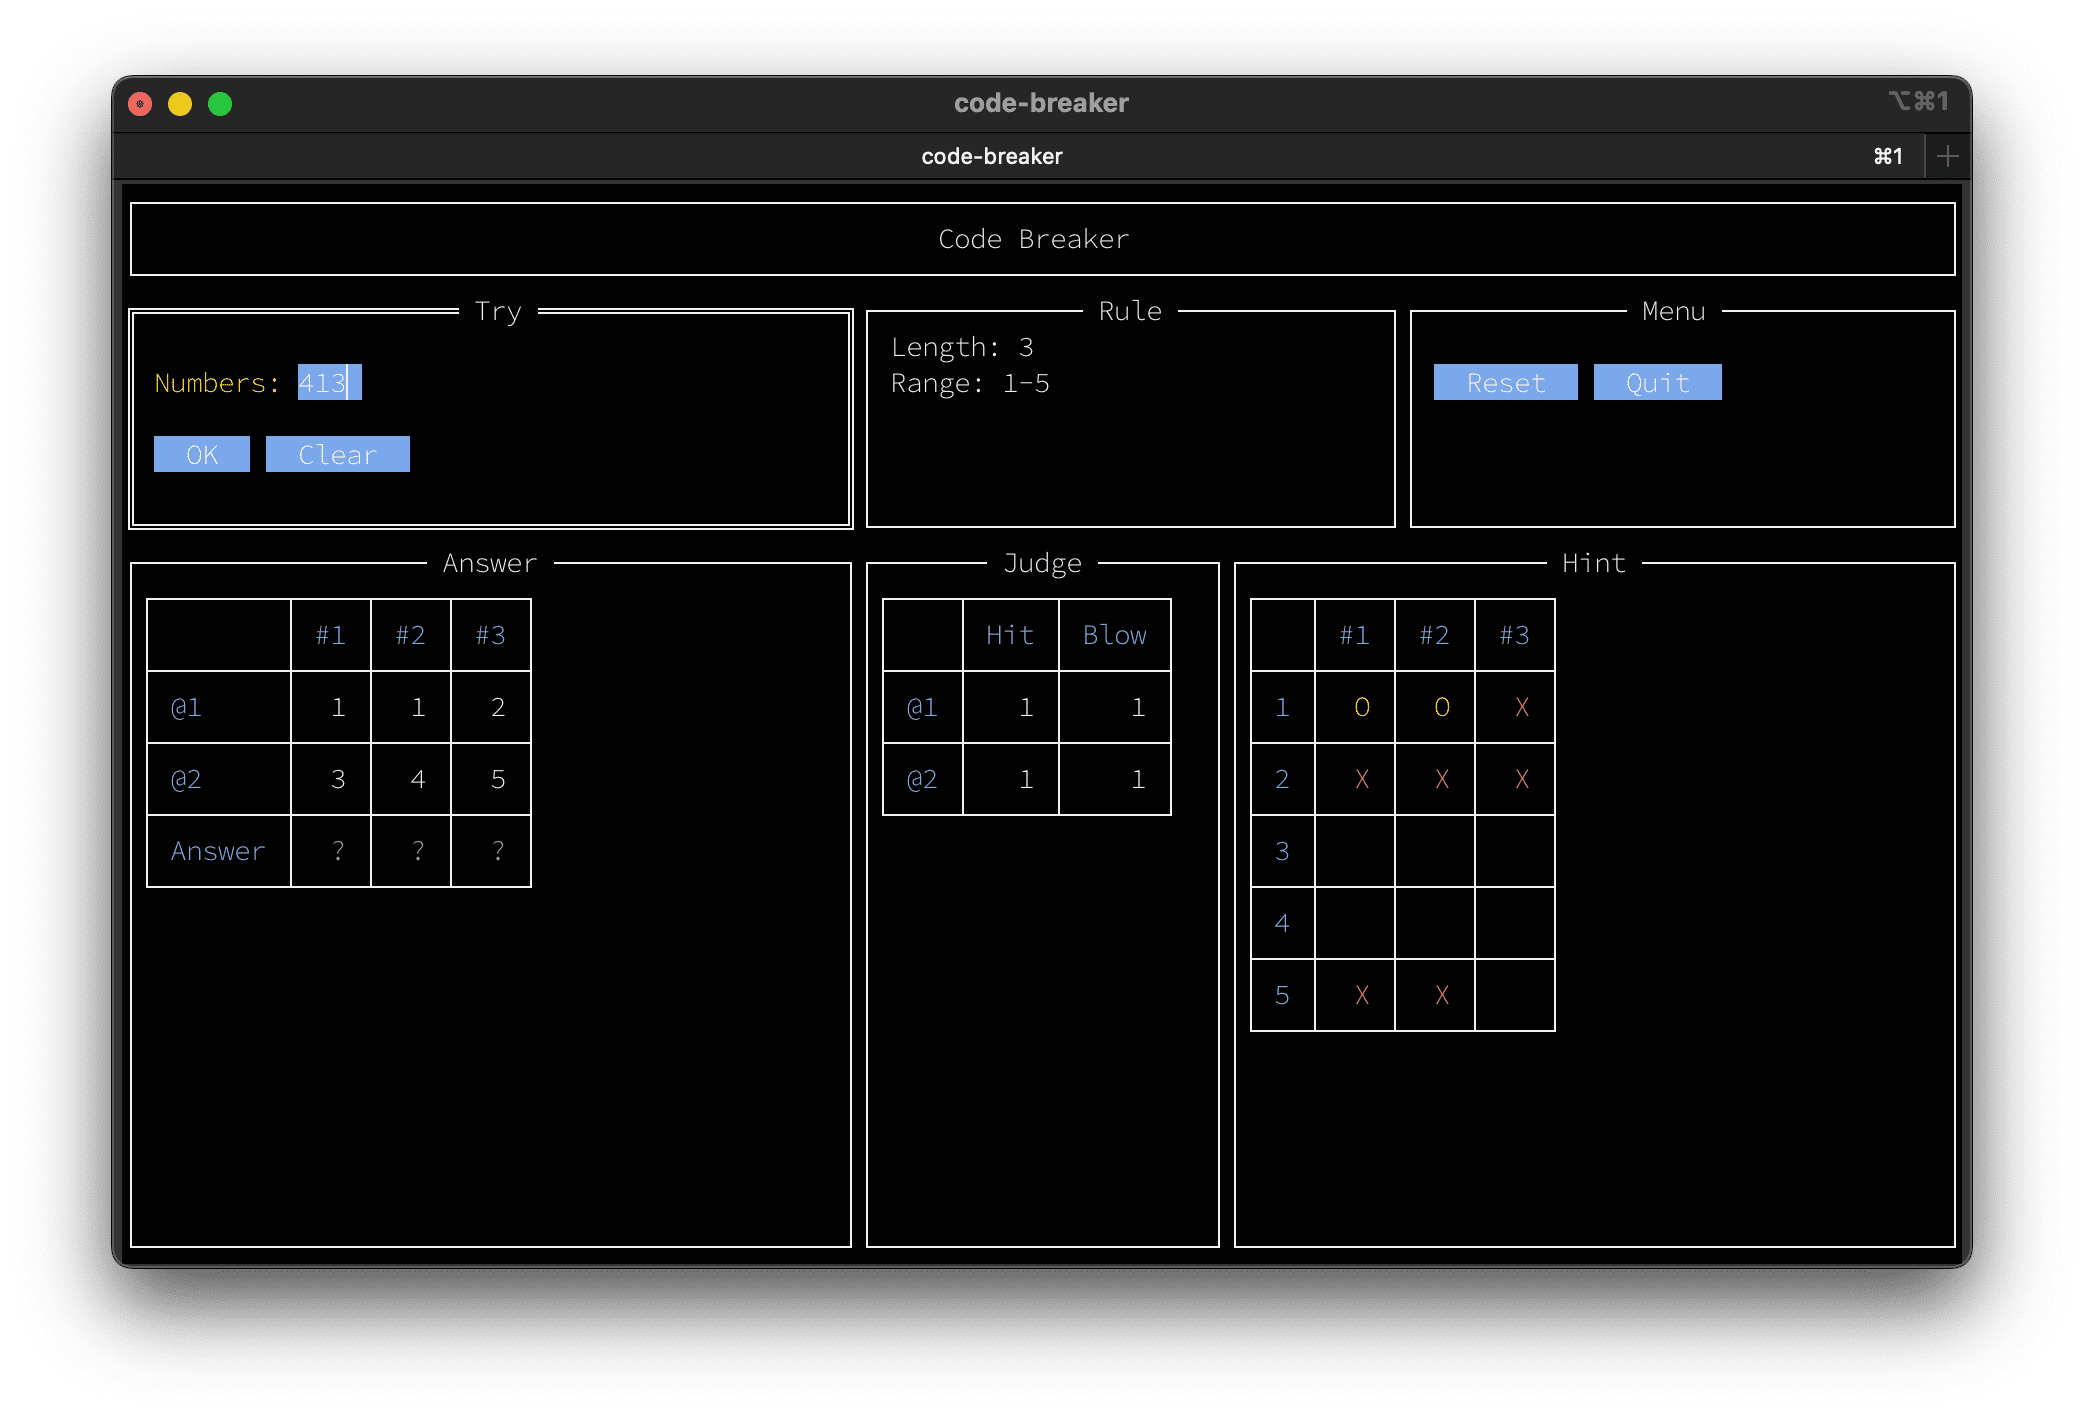 code-breaker ⌥⌘1
code-breaker ⌘1 +
Code Breaker
Try
Numbers: 413
OK Clear
Rule
Length: 3
Range: 1-5
Menu
Reset Quit
Answer
#1 #2 #3
@1 1 1 2
@2 3 4 5
Answer ? ? ?
Judge
Hit Blow
@1 1 1
@2 1 1
Hint
#1 #2 #3
1 O O X
2 X X X
3
4
5 X X